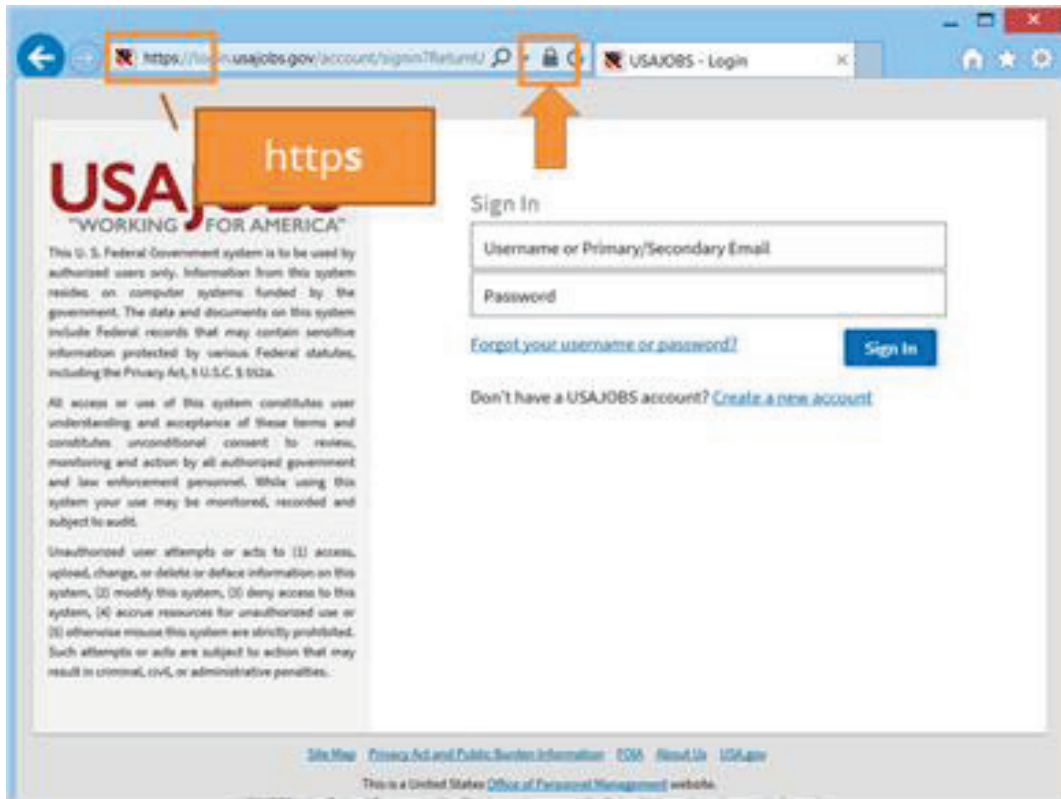 https://login.usajobs.gov/account/signin?ReturnU
USAJOBS - Login
https
USAJOBS
"WORKING FOR AMERICA"
This U. S. Federal Government system is to be used by
authorized users only. Information from this system
resides on computer systems funded by the
government. The data and documents on this system
include Federal records that may contain sensitive
information protected by various Federal statutes,
including the Privacy Act, 5 U.S.C. § 552a.
All access or use of this system constitutes user
understanding and acceptance of these terms and
constitutes unconditional consent to review,
monitoring and action by all authorized government
and law enforcement personnel. While using this
system your use may be monitored, recorded and
subject to audit.
Unauthorized user attempts or acts to (1) access,
upload, change, or delete or deface information on this
system, (2) modify this system, (3) deny access to this
system, (4) accrue resources for unauthorized use or
(5) otherwise misuse this system are strictly prohibited.
Such attempts or acts are subject to action that may
result in criminal, civil, or administrative penalties.
Sign In
Username or Primary/Secondary Email
Password
Forgot your username or password?
Sign In
Don't have a USAJOBS account? Create a new account
Site Map Privacy Act and Public Burden Information FOIA About Us USA.gov
This is a United States Office of Personnel Management website.